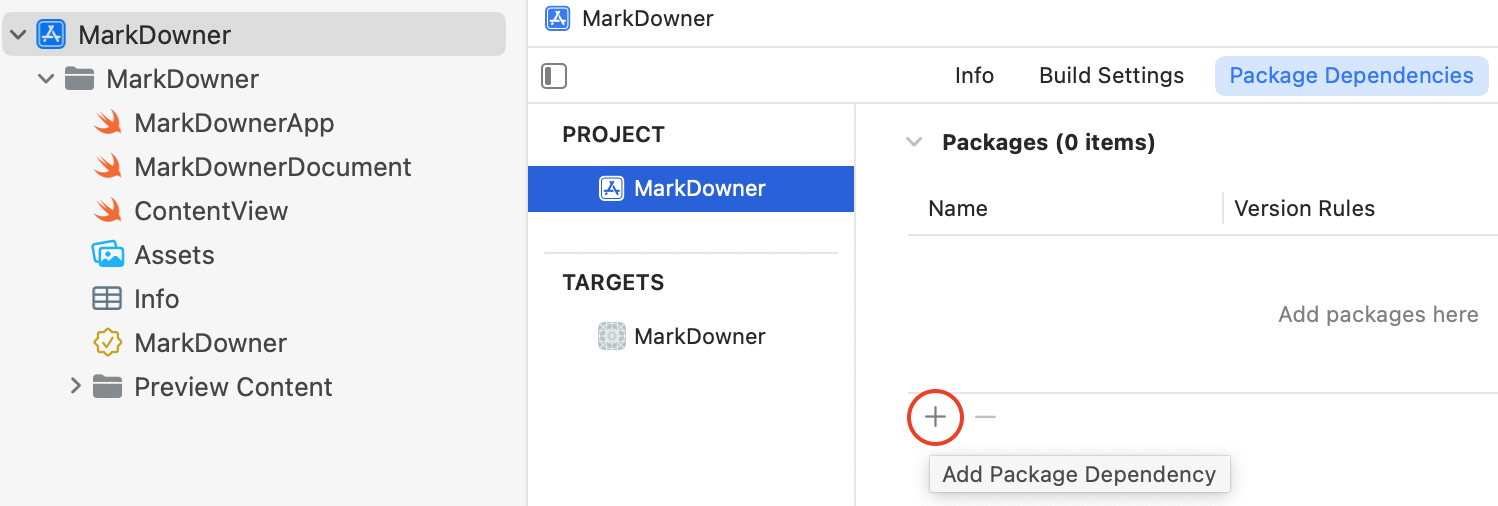 MarkDowner
MarkDowner
MarkDownerApp
MarkDownerDocument
ContentView
Assets
Info
MarkDowner
Preview Content
MarkDowner
Info Build Settings Package Dependencies
PROJECT
MarkDowner
TARGETS
MarkDowner
Packages (0 items)
Name Version Rules
Add packages here
Add Package Dependency